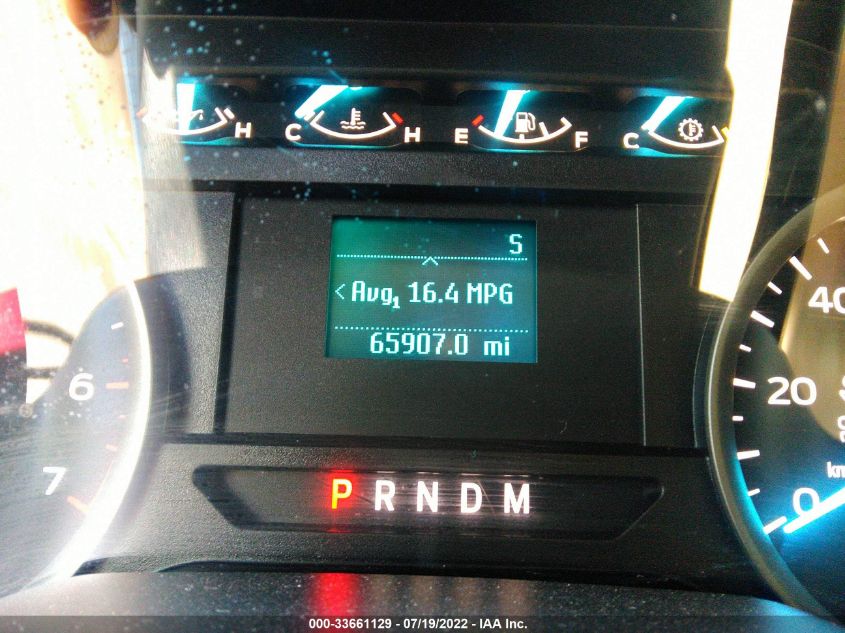 H C H E F C
S
< Avg1 16.4 MPG
65907.0 mi
6
7
40
20
0
km
P R N D M
000-33661129 - 07/19/2022 - IAA Inc.